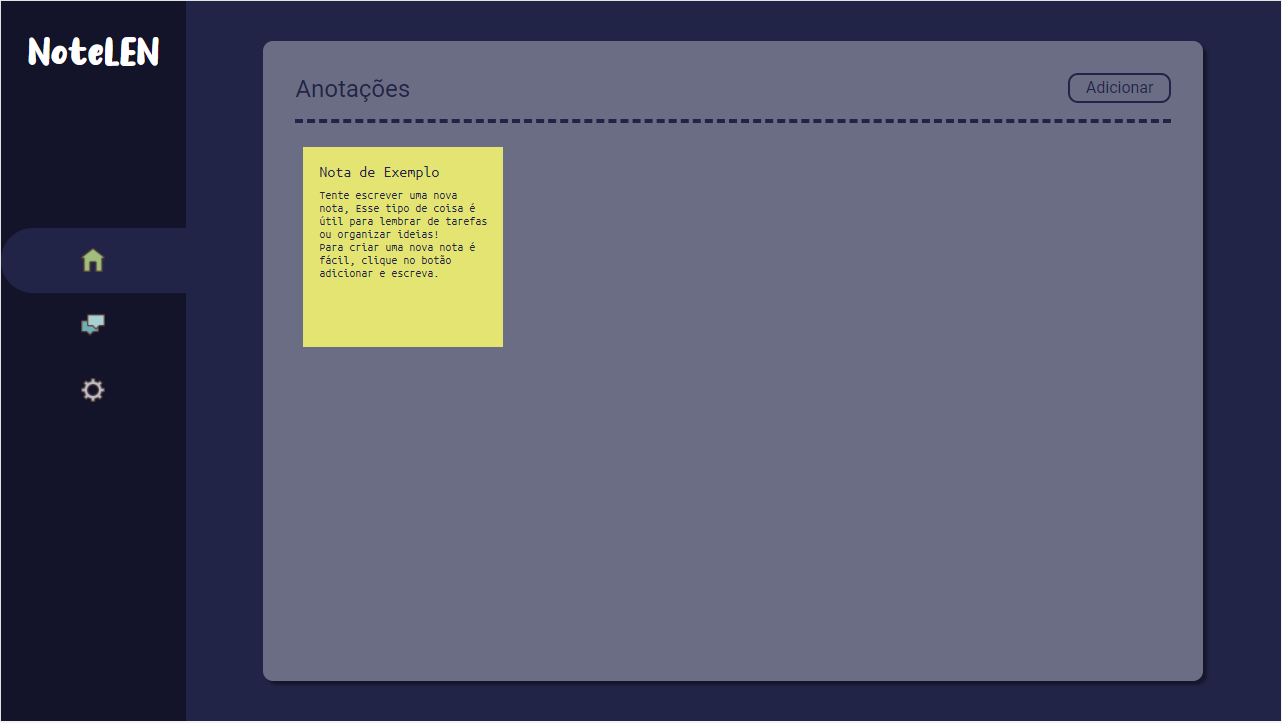 NoteLEN
Anotações
Adicionar
Nota de Exemplo
Tente escrever uma nova
nota, Esse tipo de coisa é
útil para lembrar de tarefas
ou organizar ideias!
Para criar uma nova nota é
fácil, clique no botão
adicionar e escreva.